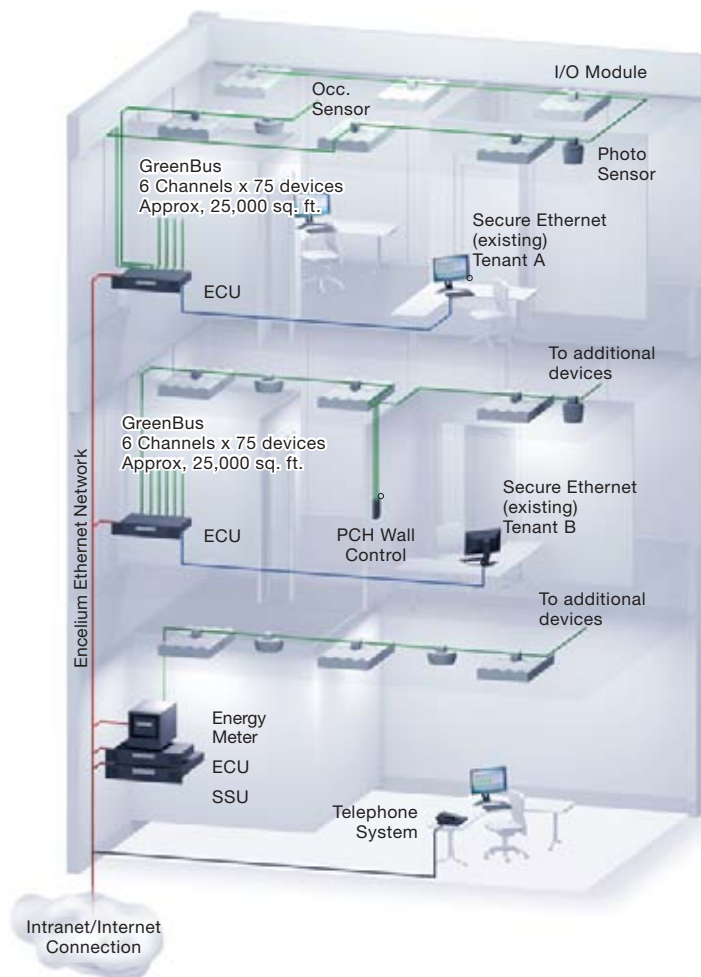 I/O Module
Occ.
Sensor
Photo
Sensor
GreenBus
6 Channels x 75 devices
Approx, 25,000 sq. ft.
Secure Ethernet
(existing)
Tenant A
ECU
To additional
devices
GreenBus
6 Channels x 75 devices
Approx, 25,000 sq. ft.
Secure Ethernet
(existing)
Tenant B
ECU
PCH Wall
Control
Encelium Ethernet Network
To additional
devices
Energy
Meter
ECU
SSU
Telephone
System
Intranet/Internet
Connection